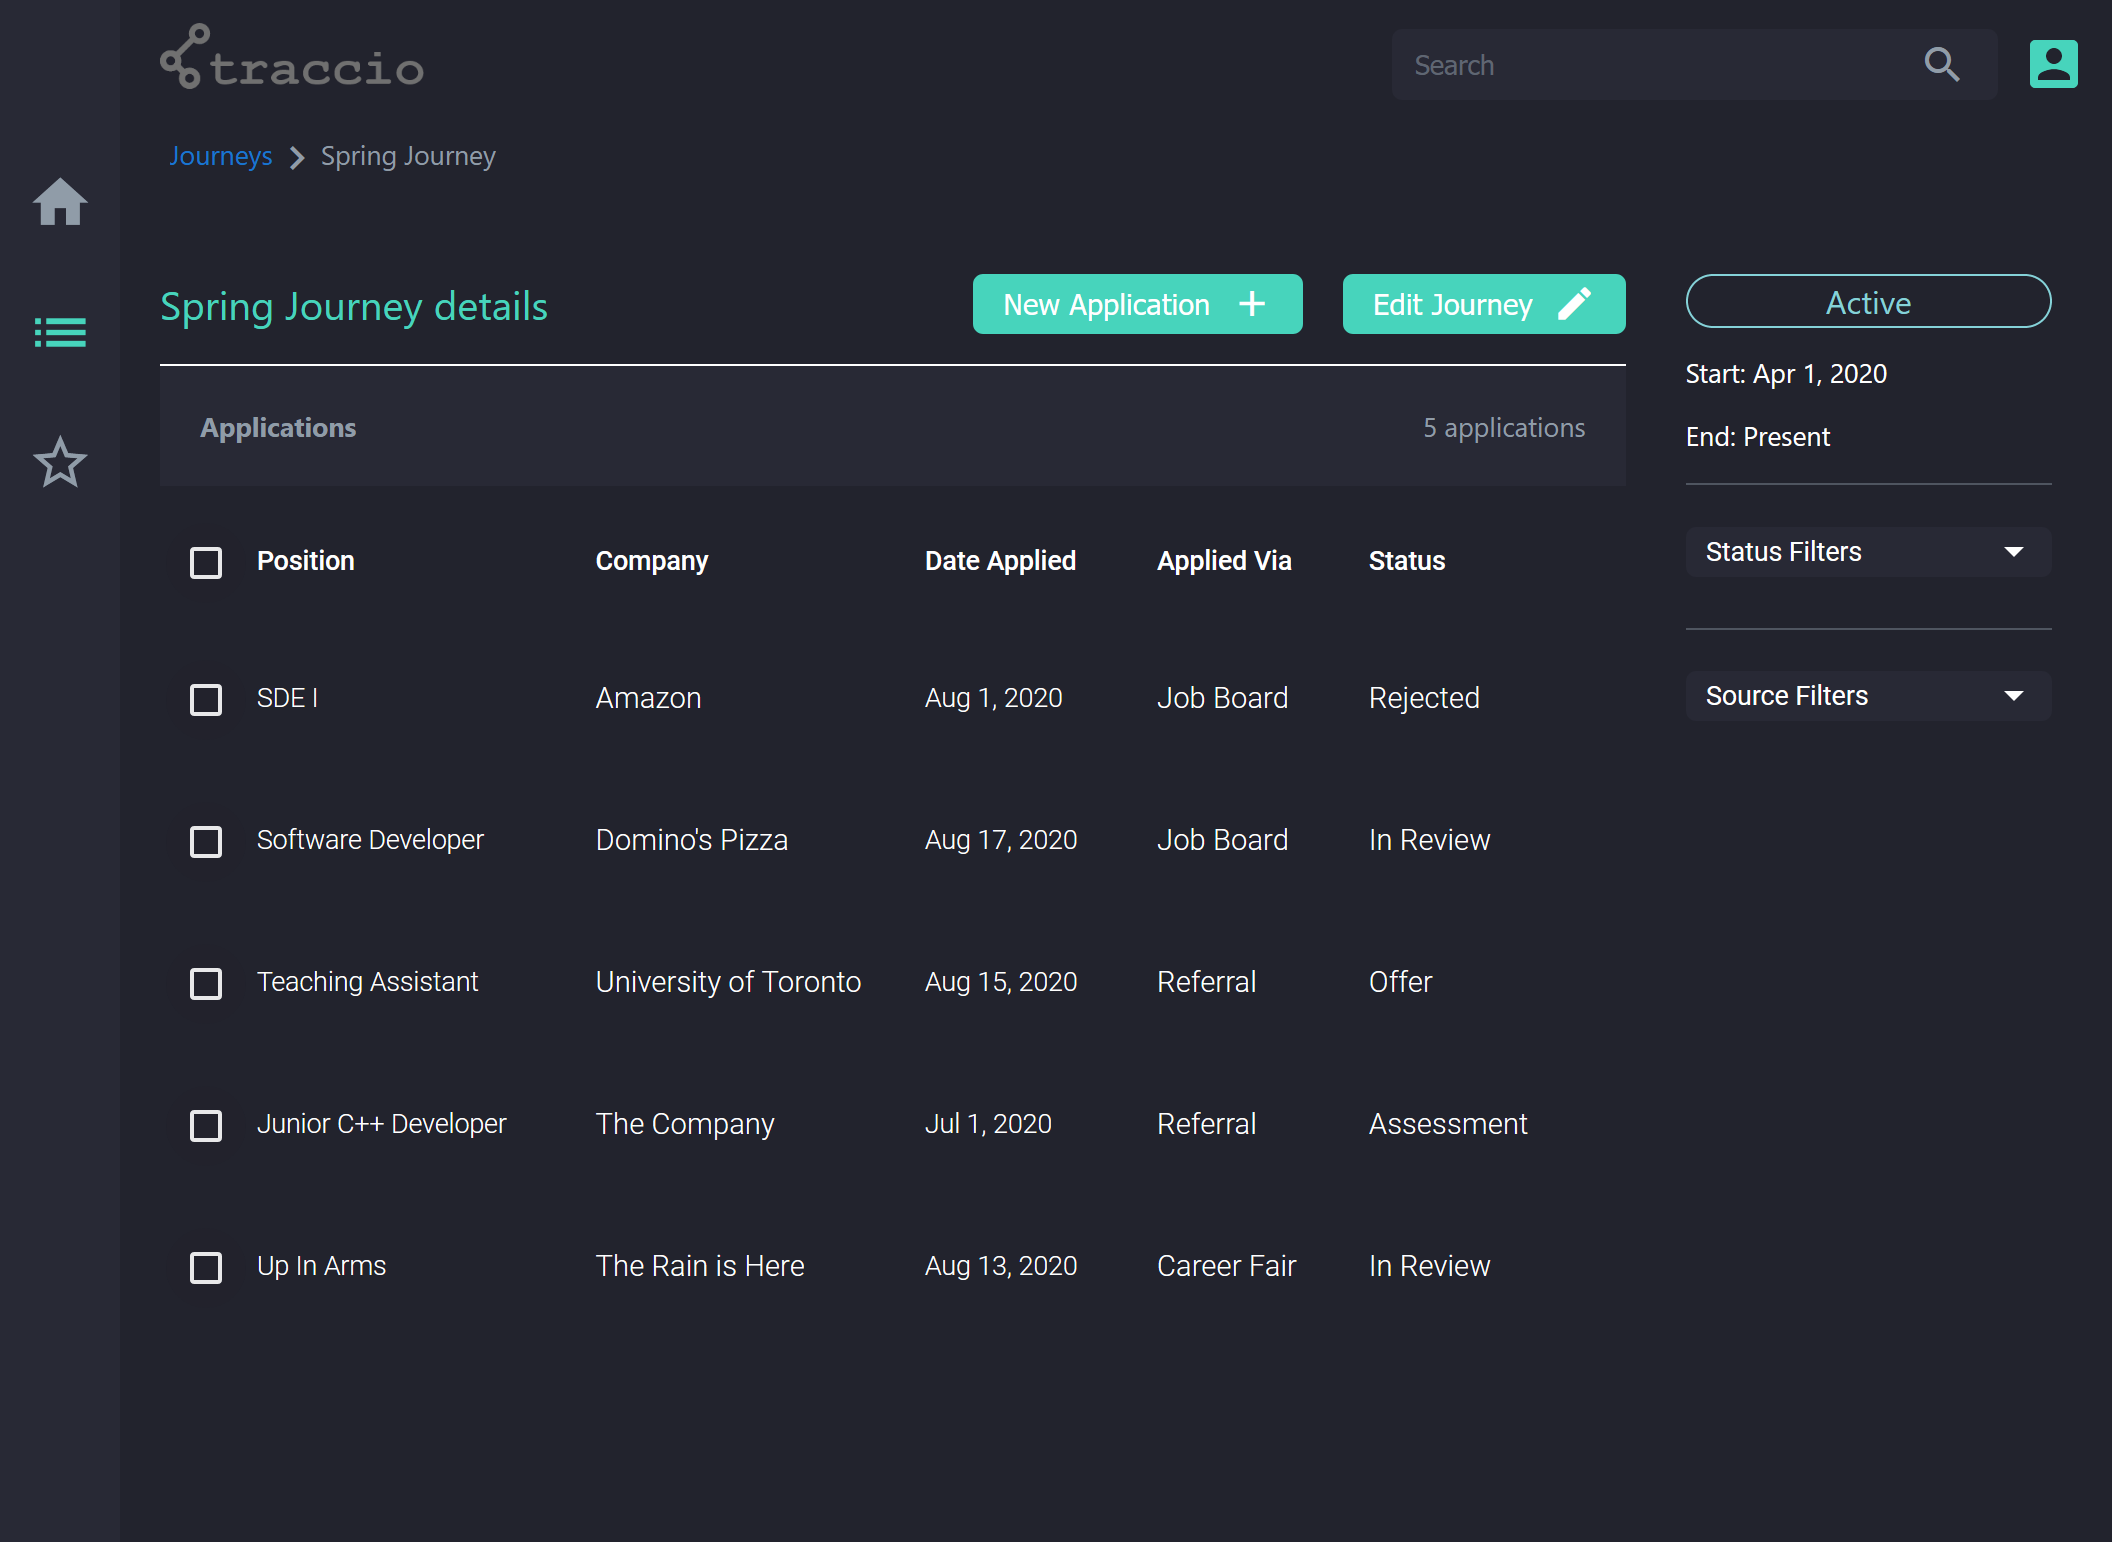 traccio
Search
Journeys Spring Journey
Spring Journey details
New Application
Edit Journey
Active
Start: Apr 1, 2020
End: Present
Applications
5 applications
Status Filters
Source Filters
Position Company Date Applied Applied Via Status
SDE I Amazon Aug 1, 2020 Job Board Rejected
Software Developer Domino's Pizza Aug 17, 2020 Job Board In Review
Teaching Assistant University of Toronto Aug 15, 2020 Referral Offer
Junior C++ Developer The Company Jul 1, 2020 Referral Assessment
Up In Arms The Rain is Here Aug 13, 2020 Career Fair In Review